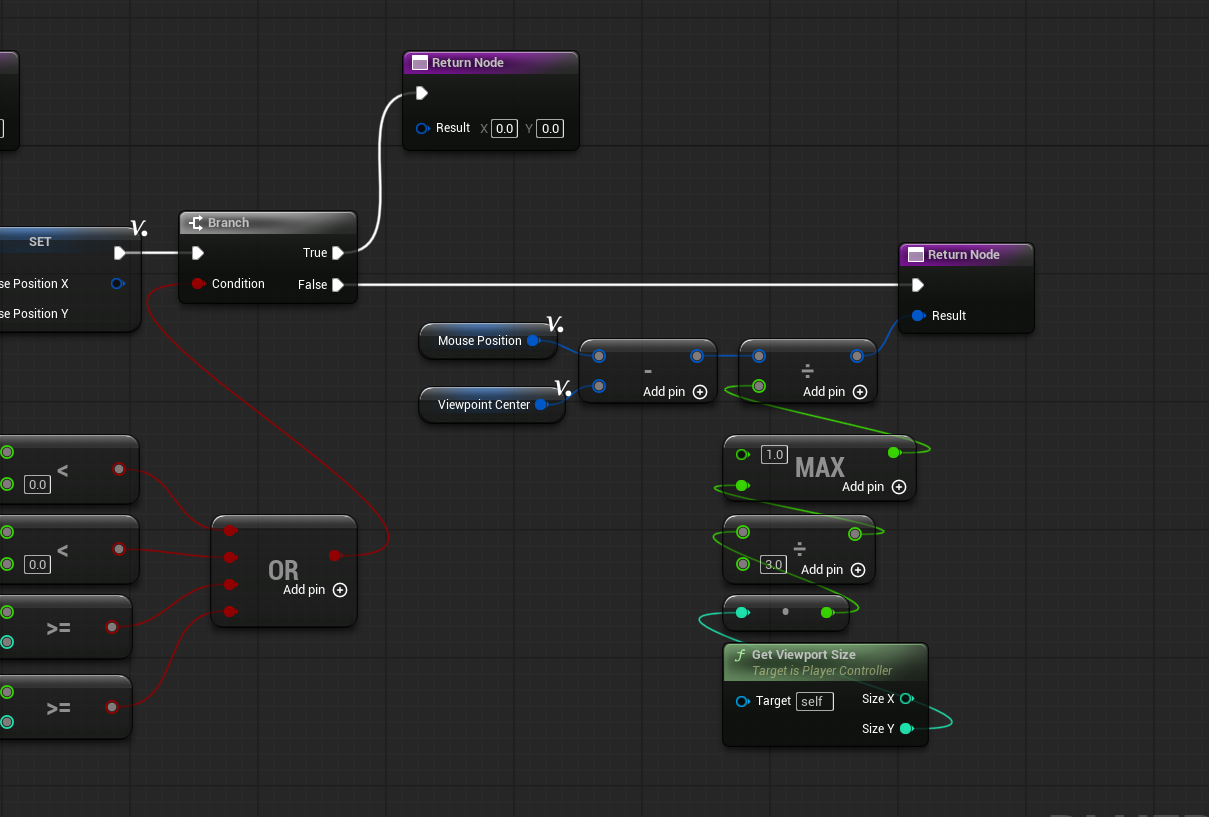 Return Node
Result X 0.0 Y 0.0
V.
Branch
SET
True
Condition False
se Position X
se Position Y
Return Node
Result
V.
Mouse Position
-
Add pin
÷
Add pin
V.
Viewpoint Center
1.0
MAX
Add pin
<
0.0
<
0.0
OR
Add pin
÷
3.0 Add pin
>=
>=
f Get Viewport Size
Target is Player Controller
Target self Size X
Size Y